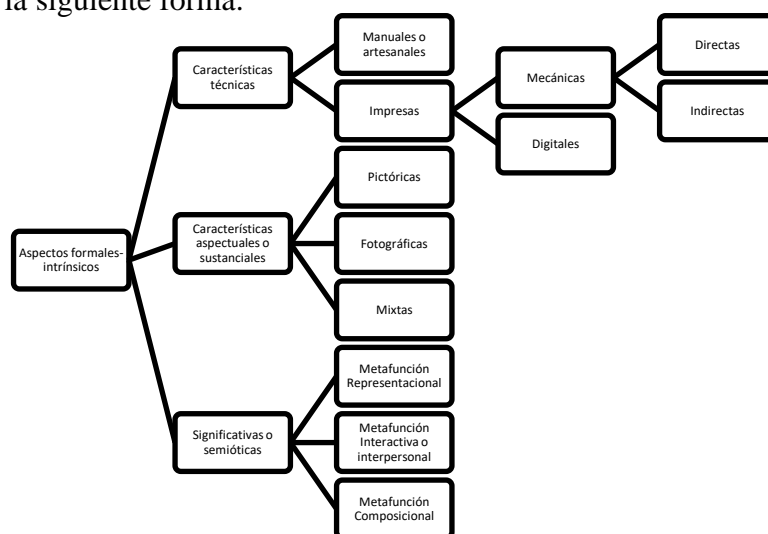 la siguiente forma.
Manuales o
artesanales
Directas
Características
técnicas
Mecánicas
Impresas
Indirectas
Digitales
Pictóricas
Características
aspectuales o
sustanciales
Fotográficas
Aspectos formales-
intrínsicos
Mixtas
Metafunción
Representacional
Significativas o
semióticas
Metafunción
Interactiva o
interpersonal
Metafunción
Composicional